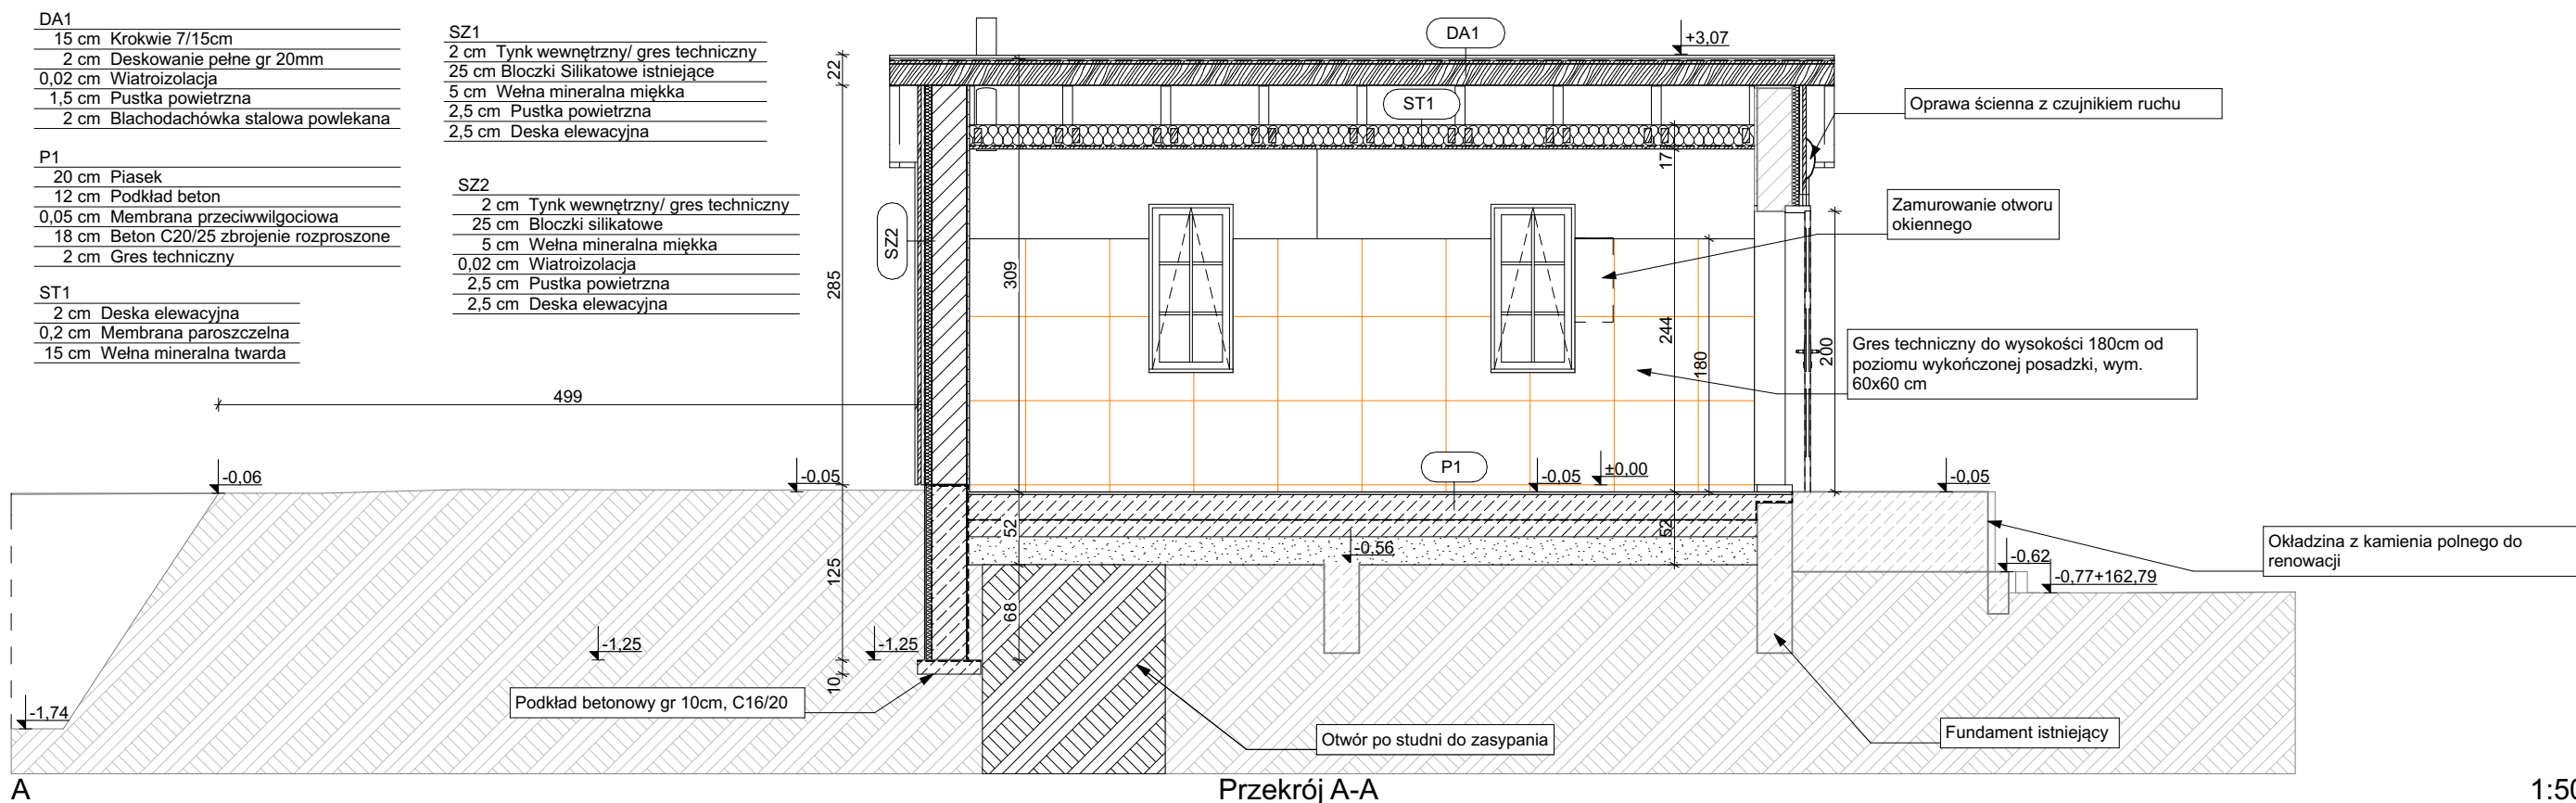 DA1
15 cm Krokwie 7/15cm
2 cm Deskowanie pełne gr 20mm
0,02 cm Wiatroizolacja
1,5 cm Pustka powietrzna
2 cm Blachodachówka stalowa powlekana
P1
20 cm Piasek
12 cm Podkład beton
0,05 cm Membrana przeciwwilgociowa
18 cm Beton C20/25 zbrojenie rozproszone
2 cm Gres techniczny
ST1
2 cm Deska elewacyjna
0,2 cm Membrana paroszczelna
15 cm Wełna mineralna twarda
SZ1
2 cm Tynk wewnętrzny/ gres techniczny
25 cm Bloczki Silikatowe istniejące
5 cm Wełna mineralna miękka
2,5 cm Pustka powietrzna
2,5 cm Deska elewacyjna
SZ2
2 cm Tynk wewnętrzny/ gres techniczny
25 cm Bloczki silikatowe
5 cm Wełna mineralna miękka
0,02 cm Wiatroizolacja
2,5 cm Pustka powietrzna
2,5 cm Deska elewacyjna
22
285
125
10
499
SZ2
DA1
ST1
P1
+3,07
309
52
68
17
244
52
180
200
-0,06
-0,05
-0,05
±0,00
-0,05
-0,56
-0,62
-0,77+162,79
-1,25
-1,25
-1,74
Oprawa ścienna z czujnikiem ruchu
Zamurowanie otworu
okiennego
Gres techniczny do wysokości 180cm od
poziomu wykończonej posadzki, wym.
60x60 cm
Okładzina z kamienia polnego do
renowacji
Podkład betonowy gr 10cm, C16/20
Otwór po studni do zasypania
Fundament istniejący
A
Przekrój A-A
1:50